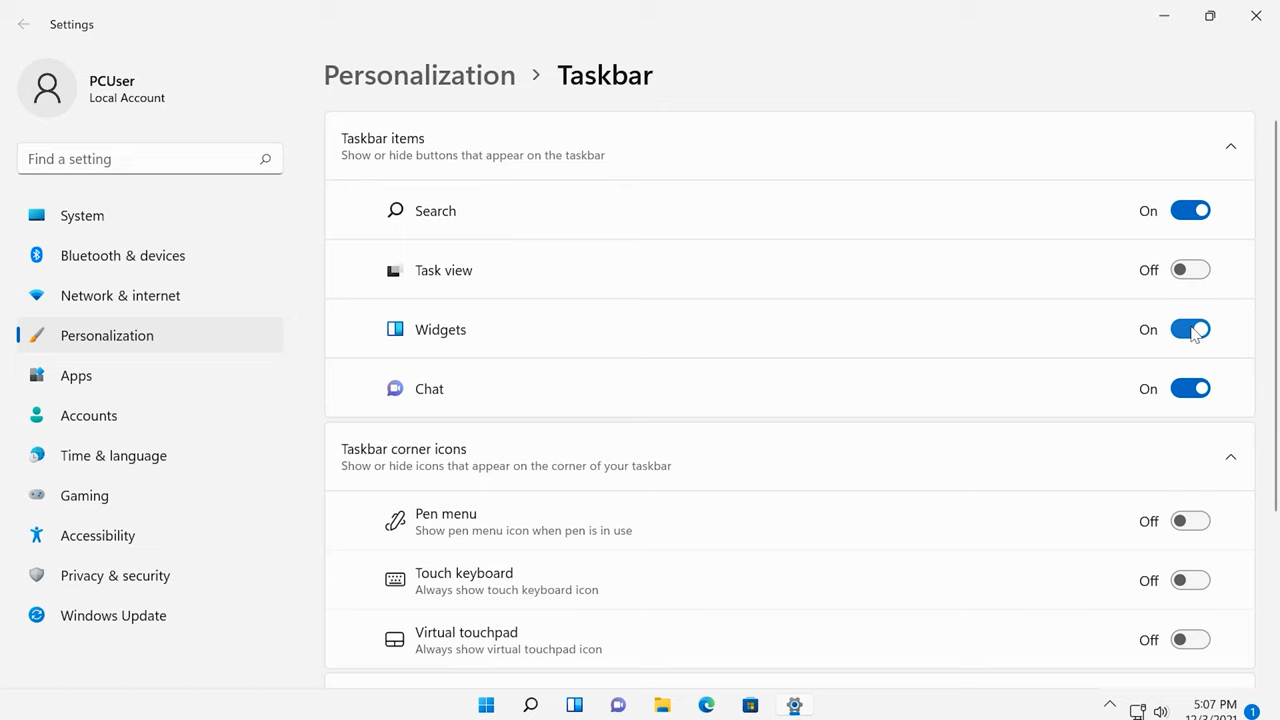 Settings
PCUser
Local Account
Find a setting
System
Bluetooth & devices
Network & internet
Personalization
Apps
Accounts
Time & language
Gaming
Accessibility
Privacy & security
Windows Update
Personalization > Taskbar
Taskbar items
Show or hide buttons that appear on the taskbar
Search On
Task view Off
Widgets On
Chat On
Taskbar corner icons
Show or hide icons that appear on the corner of your taskbar
Pen menu
Show pen menu icon when pen is in use
Off
Touch keyboard
Always show touch keyboard icon
Off
Virtual touchpad
Always show virtual touchpad icon
Off
5:07 PM
12/3/2021
1